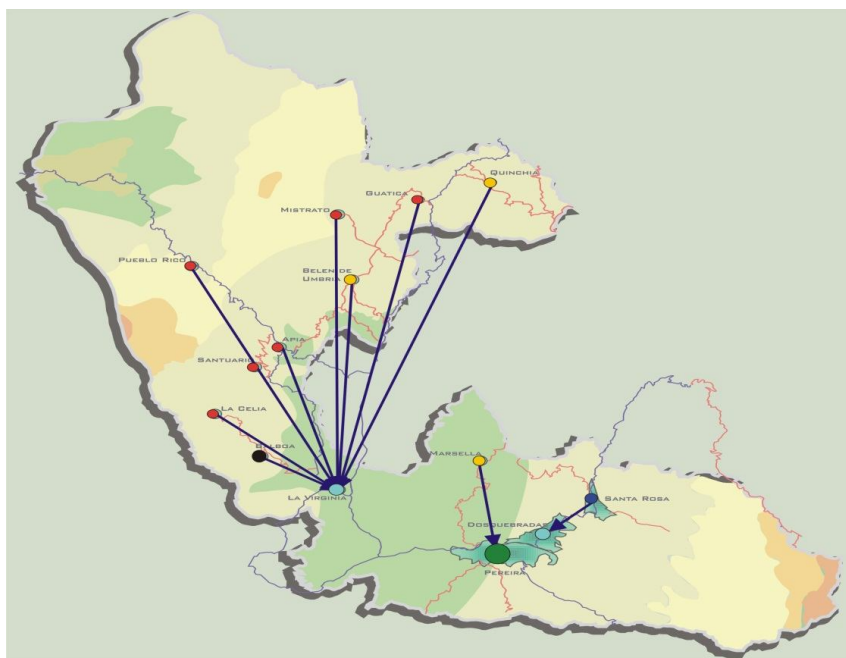 QUINCHIA
GUATICA
MISTRATO
PUEBLO RICO
BELEN DE
UMBRIA
APIA
SANTUARIO
LA CELIA
BALBOA
MARSELLA
LA VIRGINIA
SANTA ROSA
DOSQUEBRADAS
PEREIRA